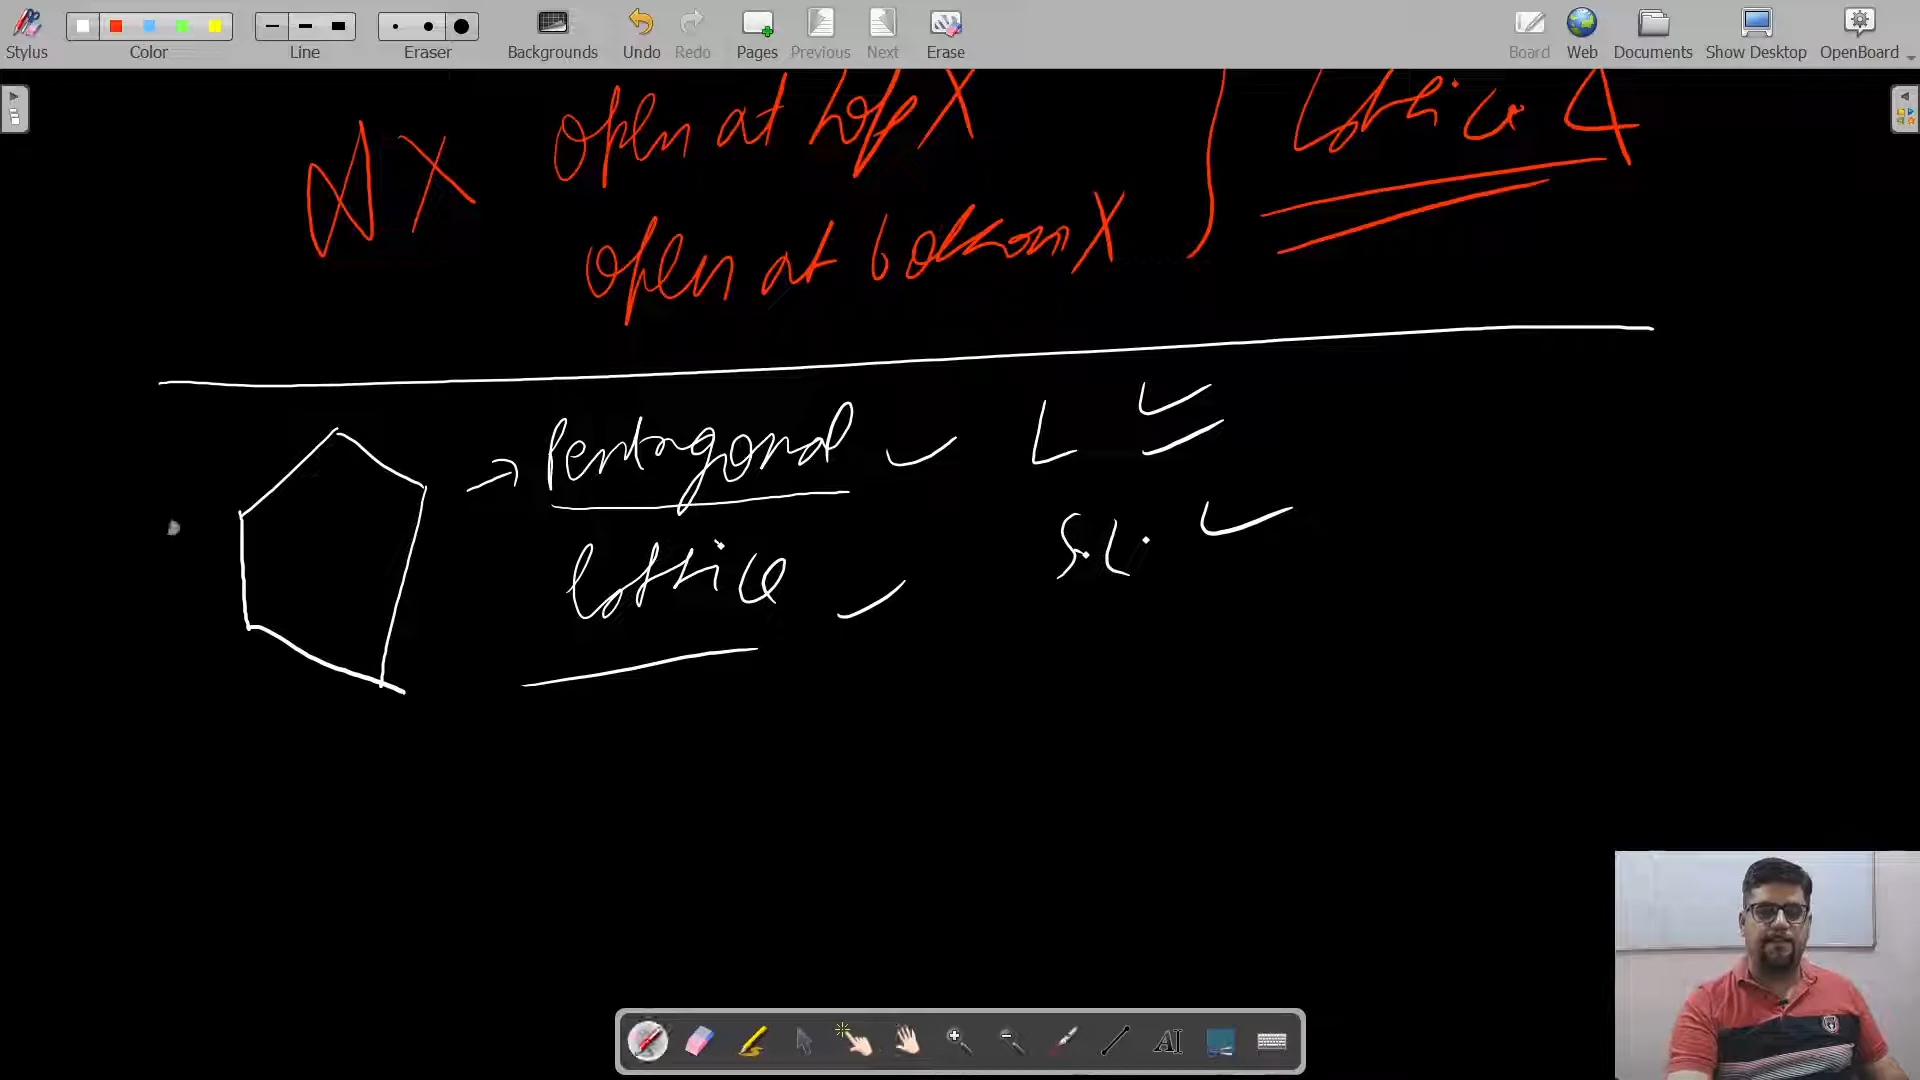 Stylus Color Line Eraser Backgrounds Undo Redo Pages Previous Next Erase Board Web Documents Show Desktop OpenBoard
open at top X
lattice
X
open at bottom X
Pentagonal ✓ L ✓
lattice ✓ S.L. ✓